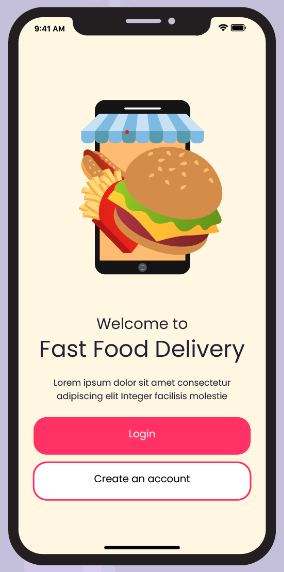 9:41 AM
Welcome to
Fast Food Delivery
Lorem ipsum dolor sit amet consectetur
adipiscing elit Integer facilisis molestie
Login
Create an account